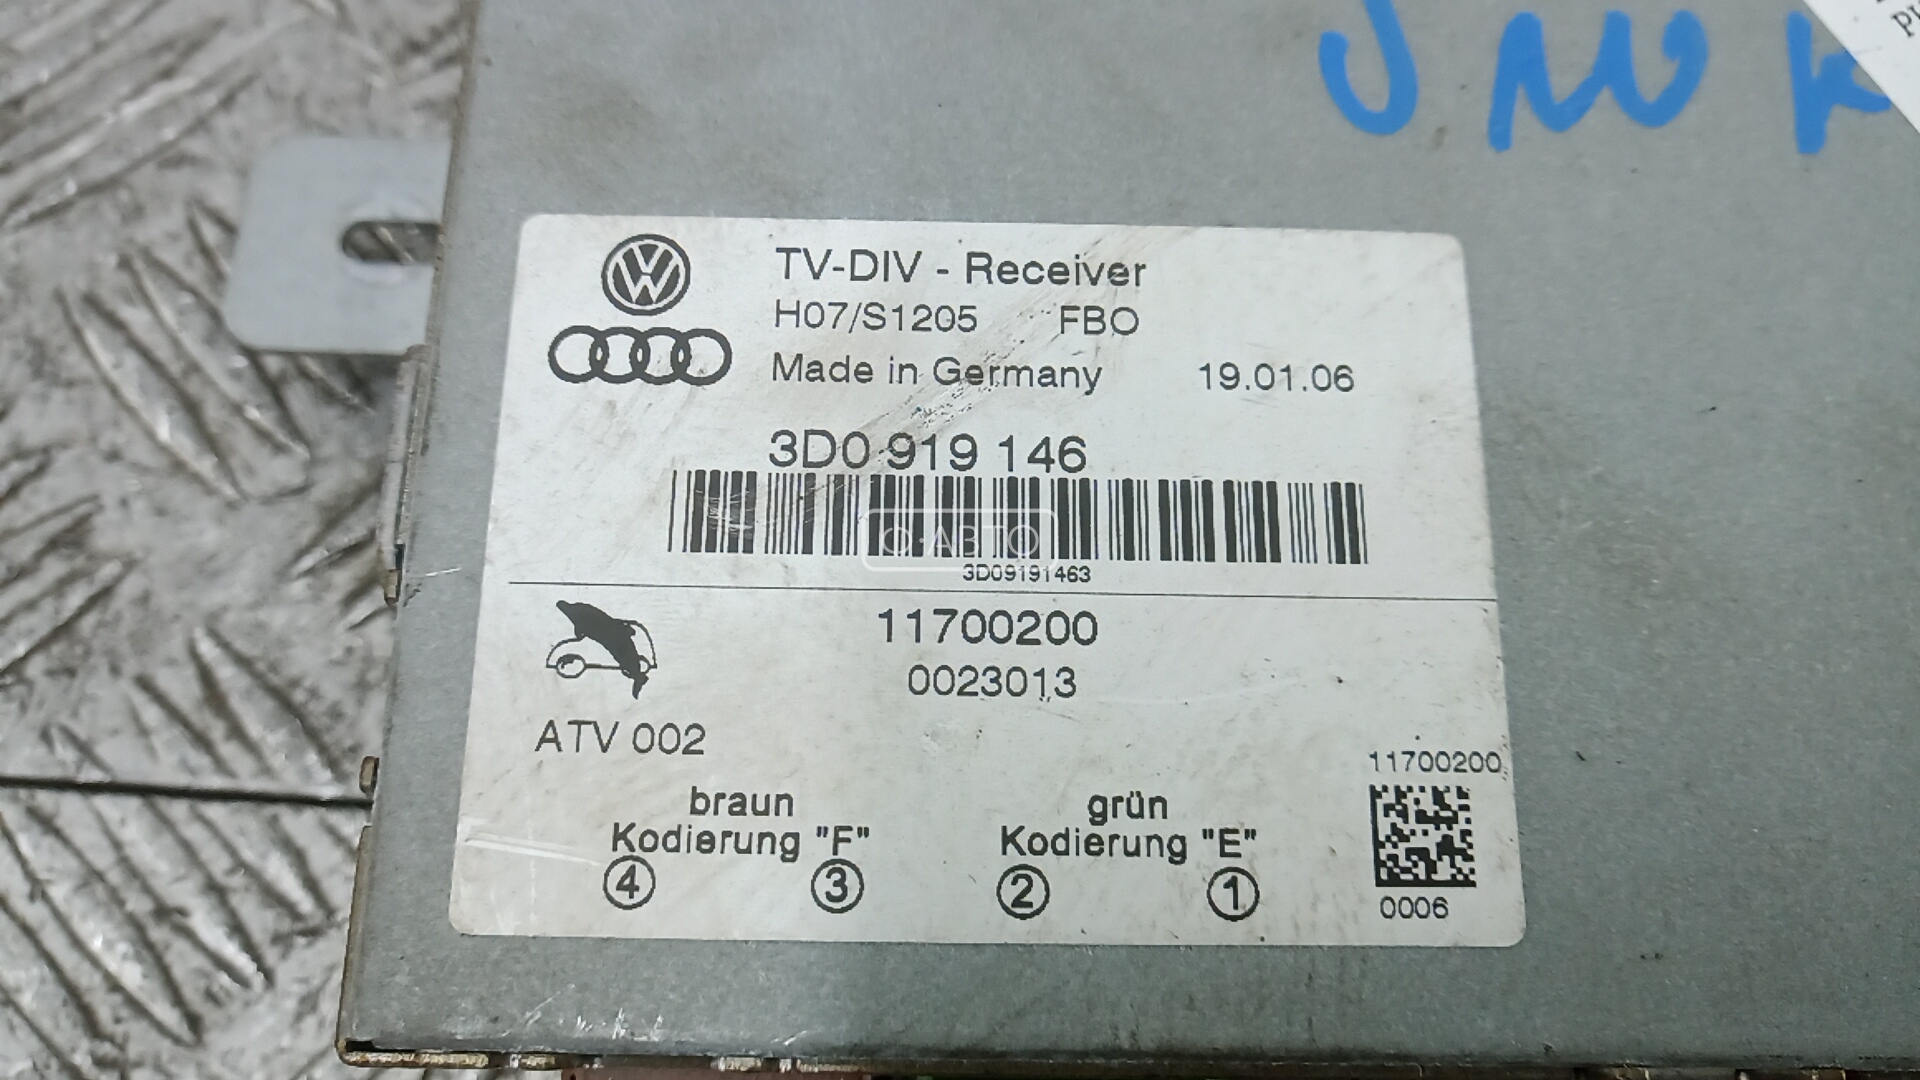 TV-DIV - Receiver
H07/S1205 FBO
Made in Germany 19.01.06
3D0 919 146
О·АВТО
3D09191463
11700200
0023013
ATV 002
11700200
braun grün
Kodierung "F" Kodierung "E"
4 3 2 1
0006